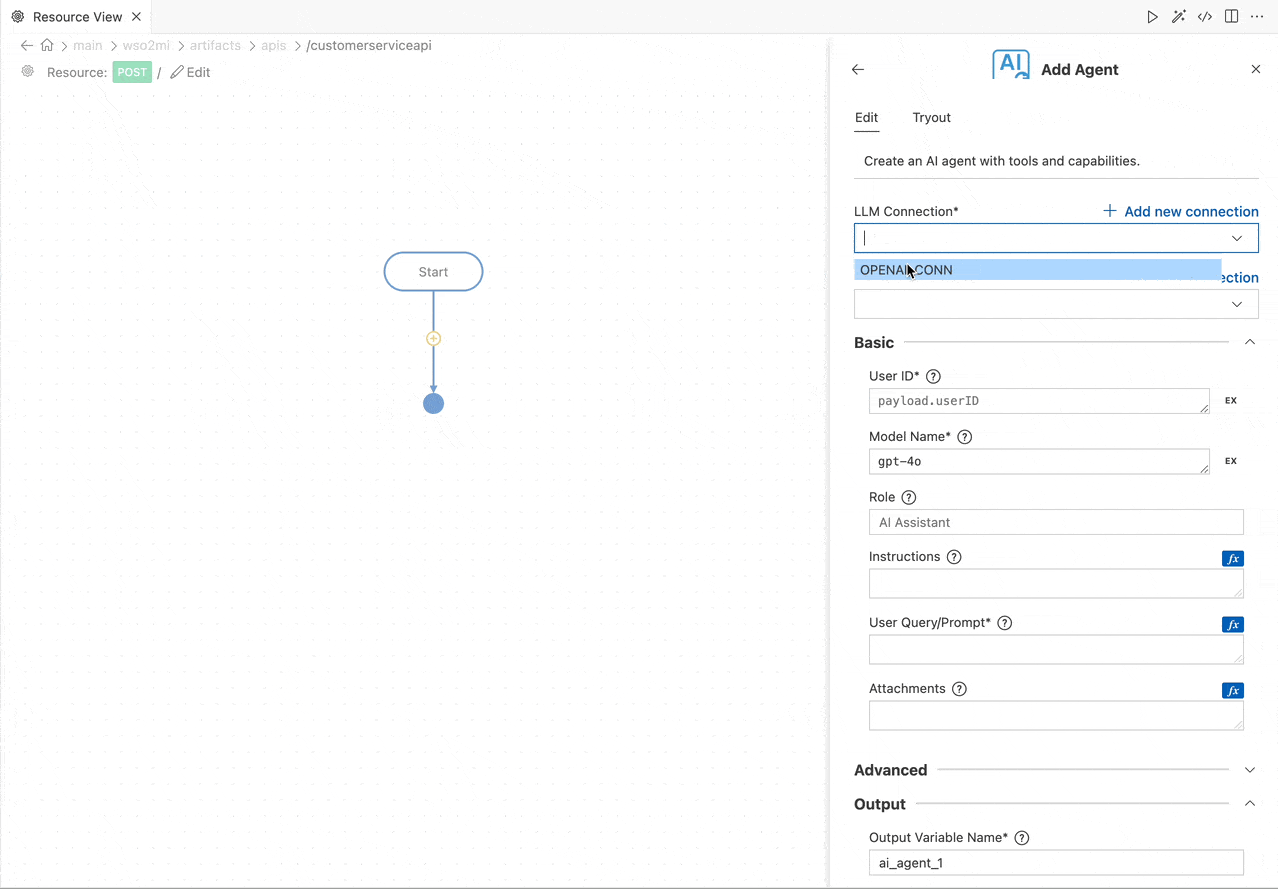 Resource View
main wso2mi artifacts apis /customerserviceapi
Resource: POST / Edit
Start
AI Add Agent
Edit Tryout
Create an AI agent with tools and capabilities.
LLM Connection* Add new connection
OPENAI_CONN
Basic
User ID*
payload.userID EX
Model Name*
gpt-4o EX
Role
AI Assistant
Instructions fx
User Query/Prompt* fx
Attachments fx
Advanced
Output
Output Variable Name*
ai_agent_1